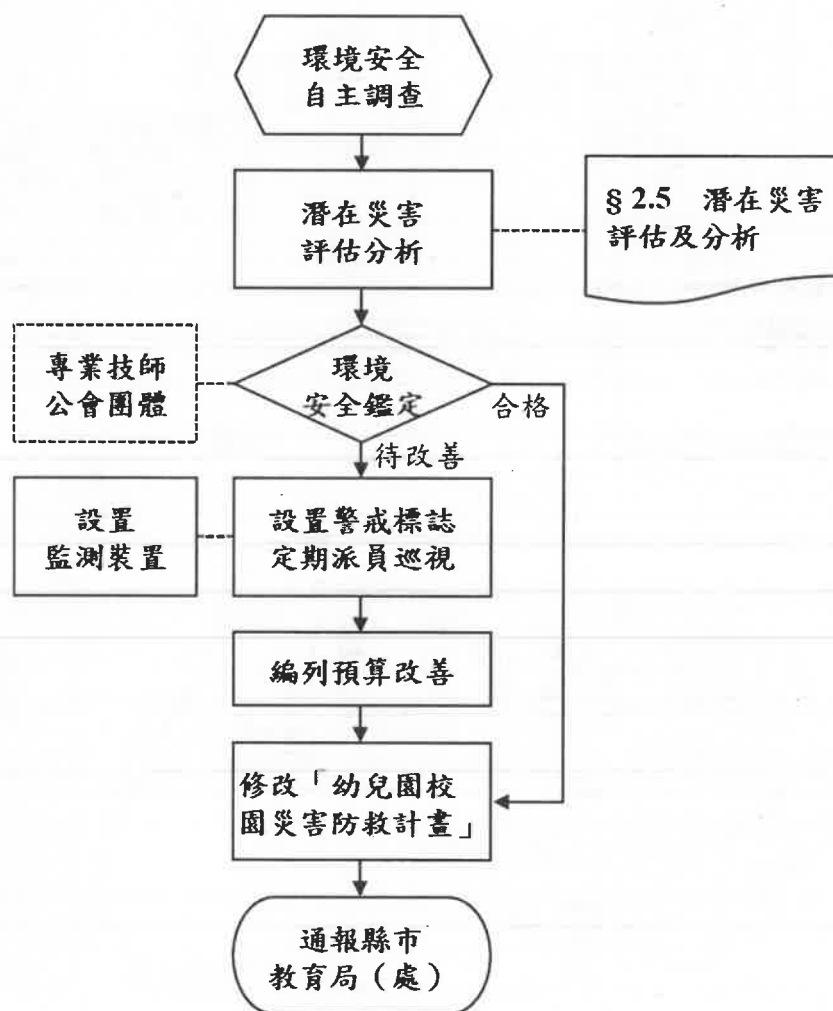 環境安全
自主調查
潛在災害
評估分析
§2.5 潛在災害
評估及分析
專業技師
公會團體
環境
安全鑑定
合格
待改善
設置
監測裝置
設置警戒標誌
定期派員巡視
編列預算改善
修改「幼兒園校
園災害防救計畫」
通報縣市
教育局（處）